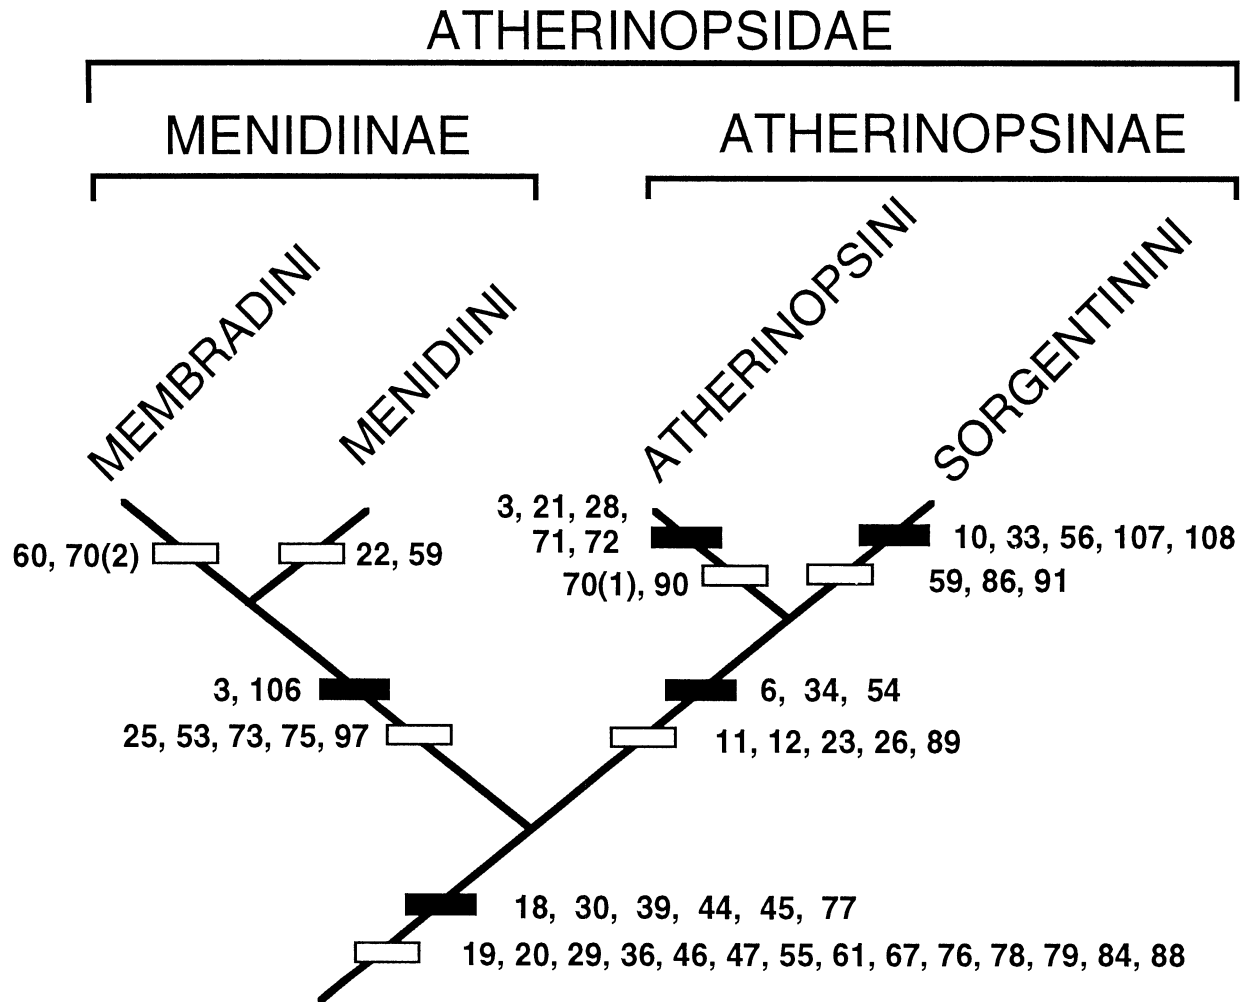 ATHERINOPSIDAE
MENIDIINAE
ATHERINOPSINAE
MEMBRADINI
MENIDIINI
ATHERINOPSINI
SORGENTININI
60, 70(2)
22, 59
3, 21, 28,
71, 72
70(1), 90
10, 33, 56, 107, 108
59, 86, 91
3, 106
25, 53, 73, 75, 97
6, 34, 54
11, 12, 23, 26, 89
18, 30, 39, 44, 45, 77
19, 20, 29, 36, 46, 47, 55, 61, 67, 76, 78, 79, 84, 88